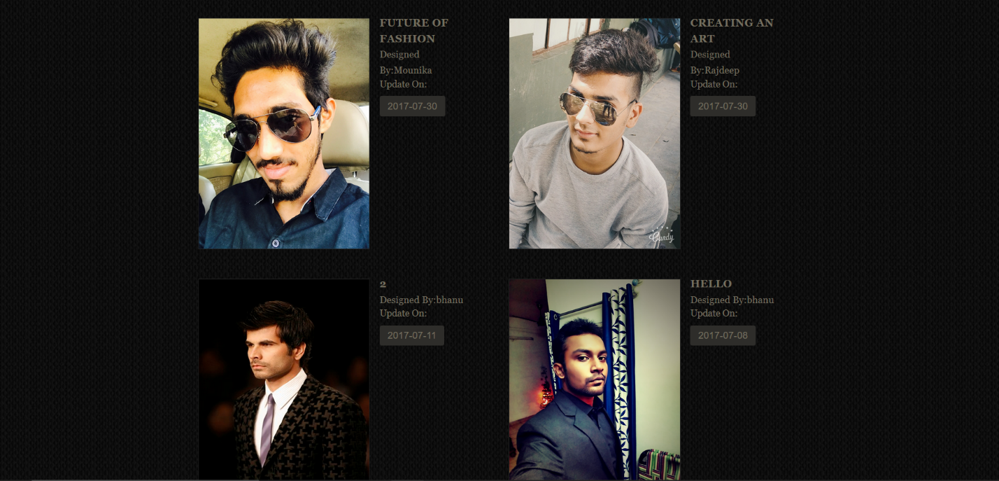 FUTURE OF
FASHION
Designed
By:Mounika
Update On:
2017-07-30
CREATING AN
ART
Designed
By:Rajdeep
Update On:
2017-07-30
Gandy.
2
Designed By:bhanu
Update On:
2017-07-11
HELLO
Designed By:bhanu
Update On:
2017-07-08